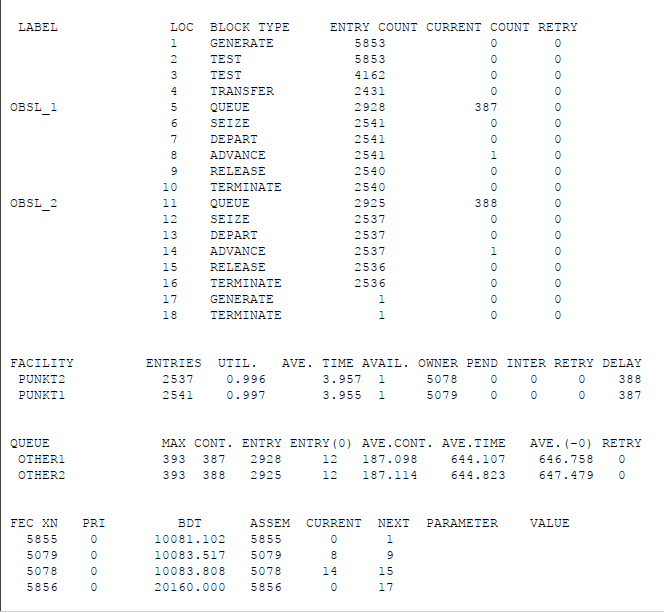 LABEL LOC BLOCK TYPE ENTRY COUNT CURRENT COUNT RETRY
1 GENERATE 5853 0 0
2 TEST 5853 0 0
3 TEST 4162 0 0
4 TRANSFER 2431 0 0
OBSL_1 5 QUEUE 2928 387 0
6 SEIZE 2541 0 0
7 DEPART 2541 0 0
8 ADVANCE 2541 1 0
9 RELEASE 2540 0 0
10 TERMINATE 2540 0 0
OBSL_2 11 QUEUE 2925 388 0
12 SEIZE 2537 0 0
13 DEPART 2537 0 0
14 ADVANCE 2537 1 0
15 RELEASE 2536 0 0
16 TERMINATE 2536 0 0
17 GENERATE 1 0 0
18 TERMINATE 1 0 0
FACILITY ENTRIES UTIL. AVE. TIME AVAIL. OWNER PEND INTER RETRY DELAY
PUNKT2 2537 0.996 3.957 1 5078 0 0 0 388
PUNKT1 2541 0.997 3.955 1 5079 0 0 0 387
QUEUE MAX CONT. ENTRY ENTRY(0) AVE.CONT. AVE.TIME AVE.(-0) RETRY
OTHER1 393 387 2928 12 187.098 644.107 646.758 0
OTHER2 393 388 2925 12 187.114 644.823 647.479 0
FEC XN PRI BDT ASSEM CURRENT NEXT PARAMETER VALUE
5855 0 10081.102 5855 0 1
5079 0 10083.517 5079 8 9
5078 0 10083.808 5078 14 15
5856 0 20160.000 5856 0 17